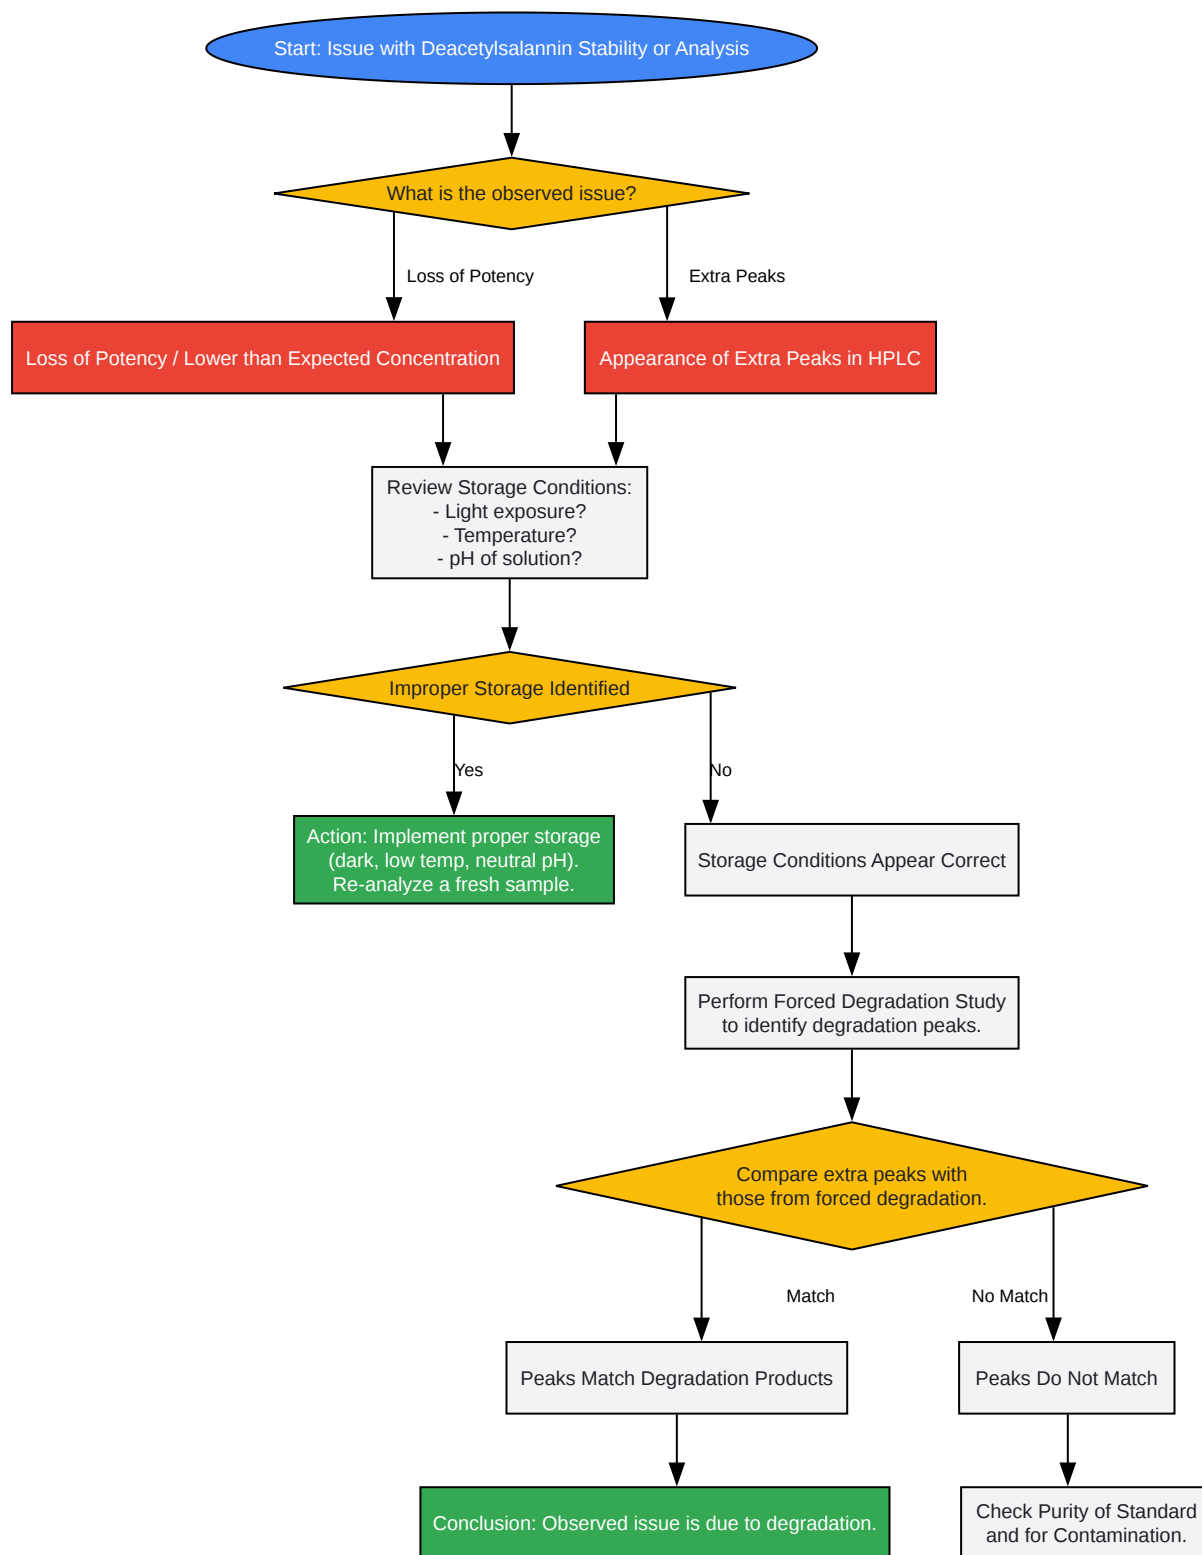 Start: Issue with Deacetylsalannin Stability or Analysis
What is the observed issue?
Loss of Potency
Extra Peaks
Loss of Potency / Lower than Expected Concentration
Appearance of Extra Peaks in HPLC
Review Storage Conditions:
- Light exposure?
- Temperature?
- pH of solution?
Improper Storage Identified
Yes
No
Action: Implement proper storage
(dark, low temp, neutral pH).
Re-analyze a fresh sample.
Storage Conditions Appear Correct
Perform Forced Degradation Study
to identify degradation peaks.
Compare extra peaks with
those from forced degradation.
Match
No Match
Peaks Match Degradation Products
Peaks Do Not Match
Conclusion: Observed issue is due to degradation.
Check Purity of Standard
and for Contamination.